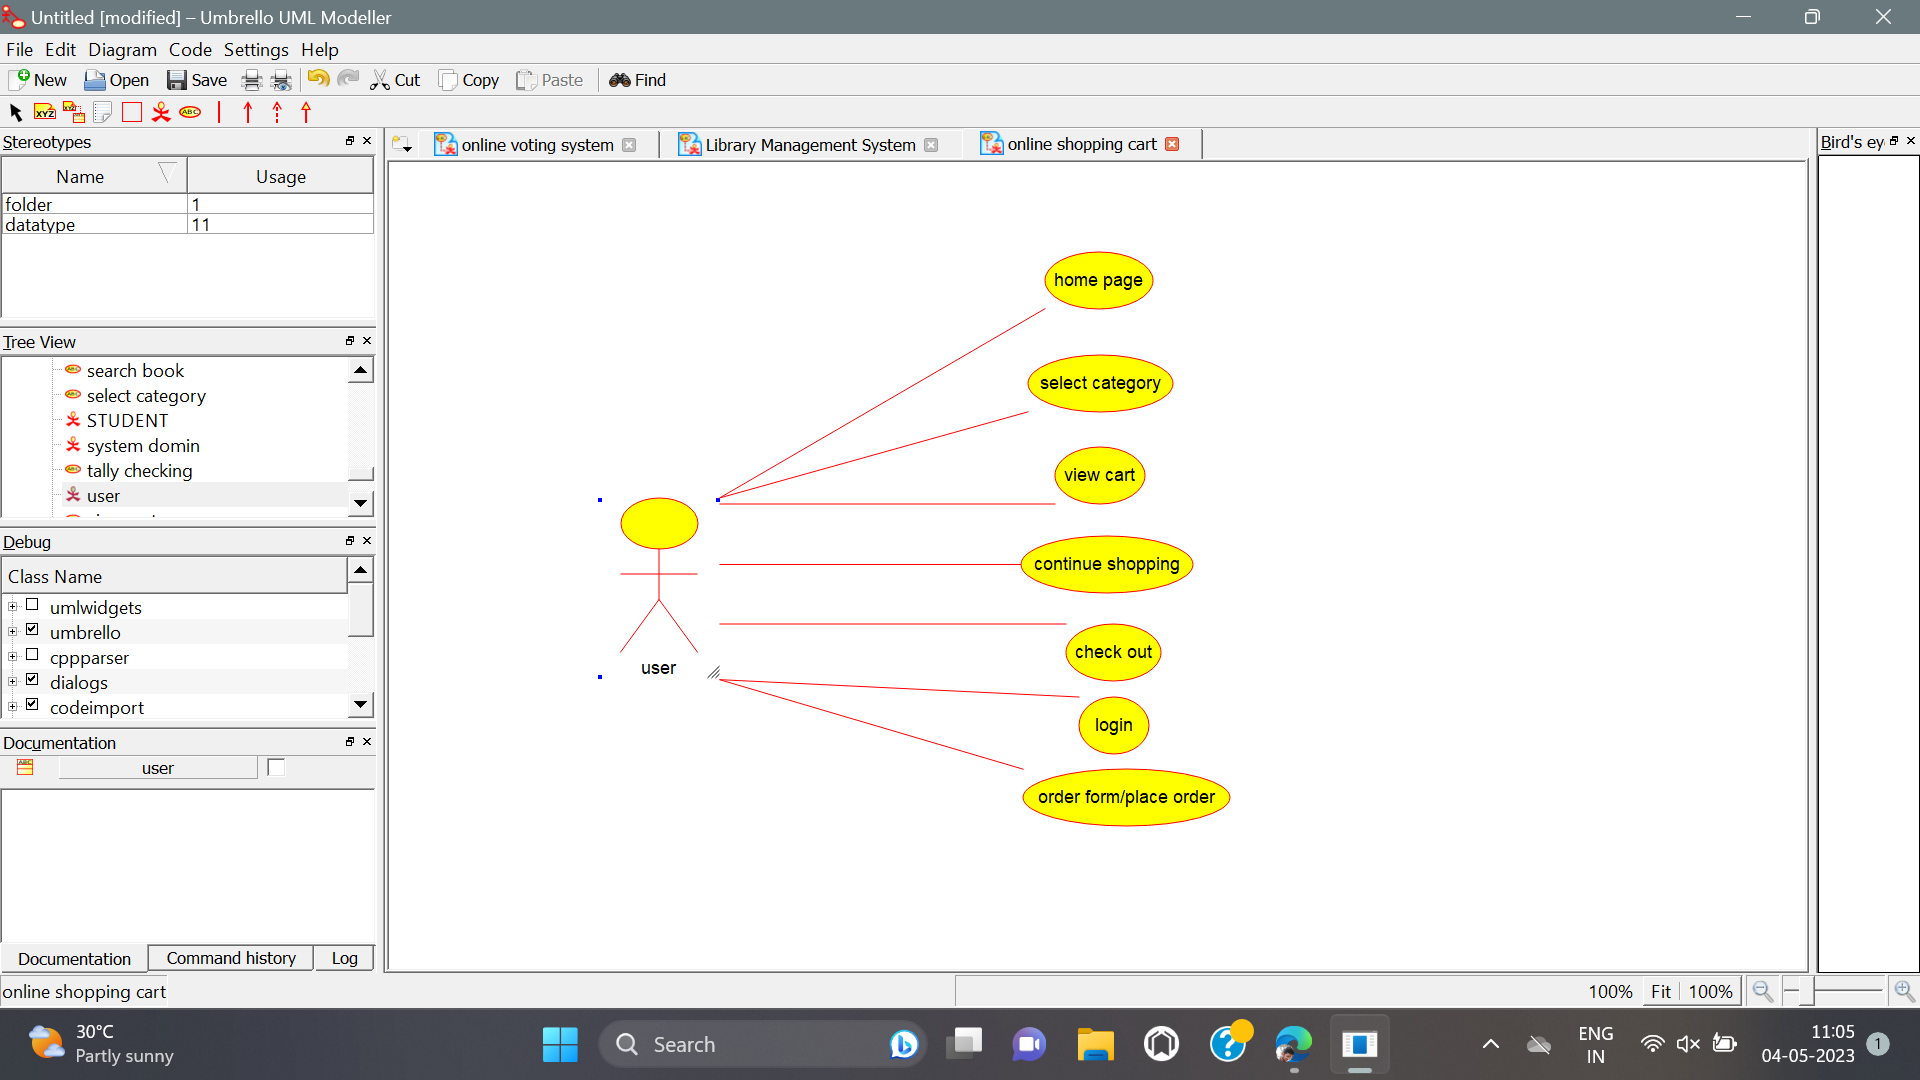 Untitled [modified] – Umbrello UML Modeller
File Edit Diagram Code Settings Help
New Open Save Cut Copy Paste Find
XYZ XYZ ABC
Stereotypes
Name Usage
folder 1
datatype 11
Tree View
search book
select category
STUDENT
system domin
tally checking
user
Debug
Class Name
umlwidgets
umbrello
cppparser
dialogs
codeimport
Documentation
user
Documentation Command history Log
online voting system Library Management System online shopping cart
home page
select category
view cart
continue shopping
check out
login
order form/place order
user
Bird's ey
online shopping cart
100% Fit 100%
30°C
Partly sunny
Search
ENG
IN
11:05
04-05-2023
1